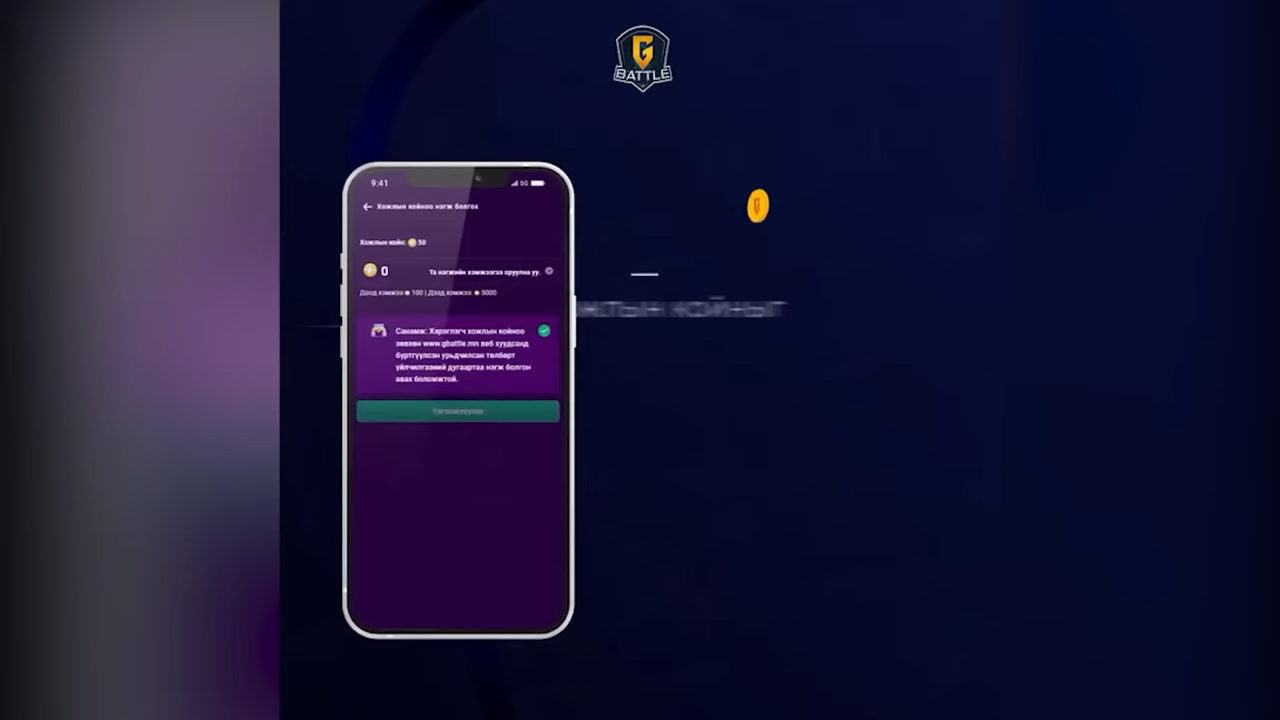 G
BATTLE
9:41
5G
Хожлын койноо нэгж болгох
Хожлын койн: 50
0 Та нэгжийн хэмжээгээ оруулна уу.
Доод хэмжээ 100 | Дээд хэмжээ: 5000
Санамж: Хэрэглэгч хожлын койноо
зөвхөн www.gbattle.mn веб хуудсанд
бүртгүүлсэн урьдчилсан төлбөрт
үйлчилгээний дугаартаа нэгж болгон
авах боломжтой.
КОЙНЫГ